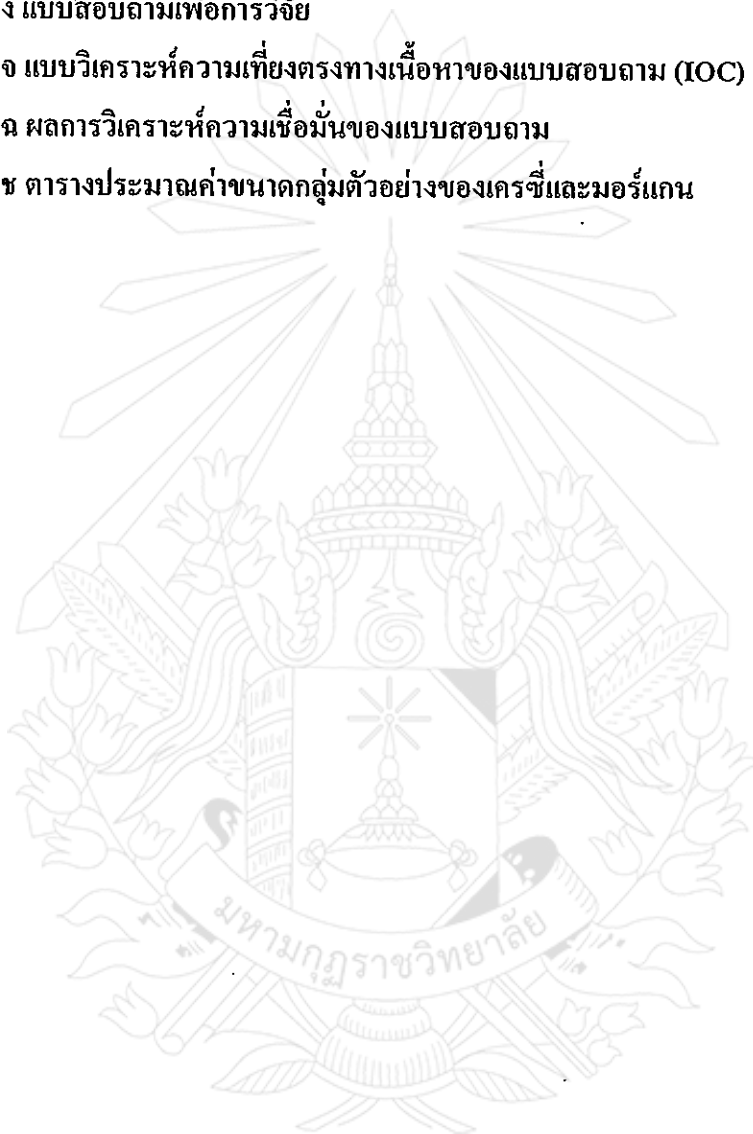 ง แบบสอบถามเพื่อการวิจัย
จ แบบวิเคราะห์ความเที่ยงตรงทางเนื้อหาของแบบสอบถาม (IOC)
ฉ ผลการวิเคราะห์ความเชื่อมั่นของแบบสอบถาม
ช ตารางประมาณค่าขนาดกลุ่มตัวอย่างของเครซี่และมอร์แกน
มหามกุฏราชวิทยาลัย